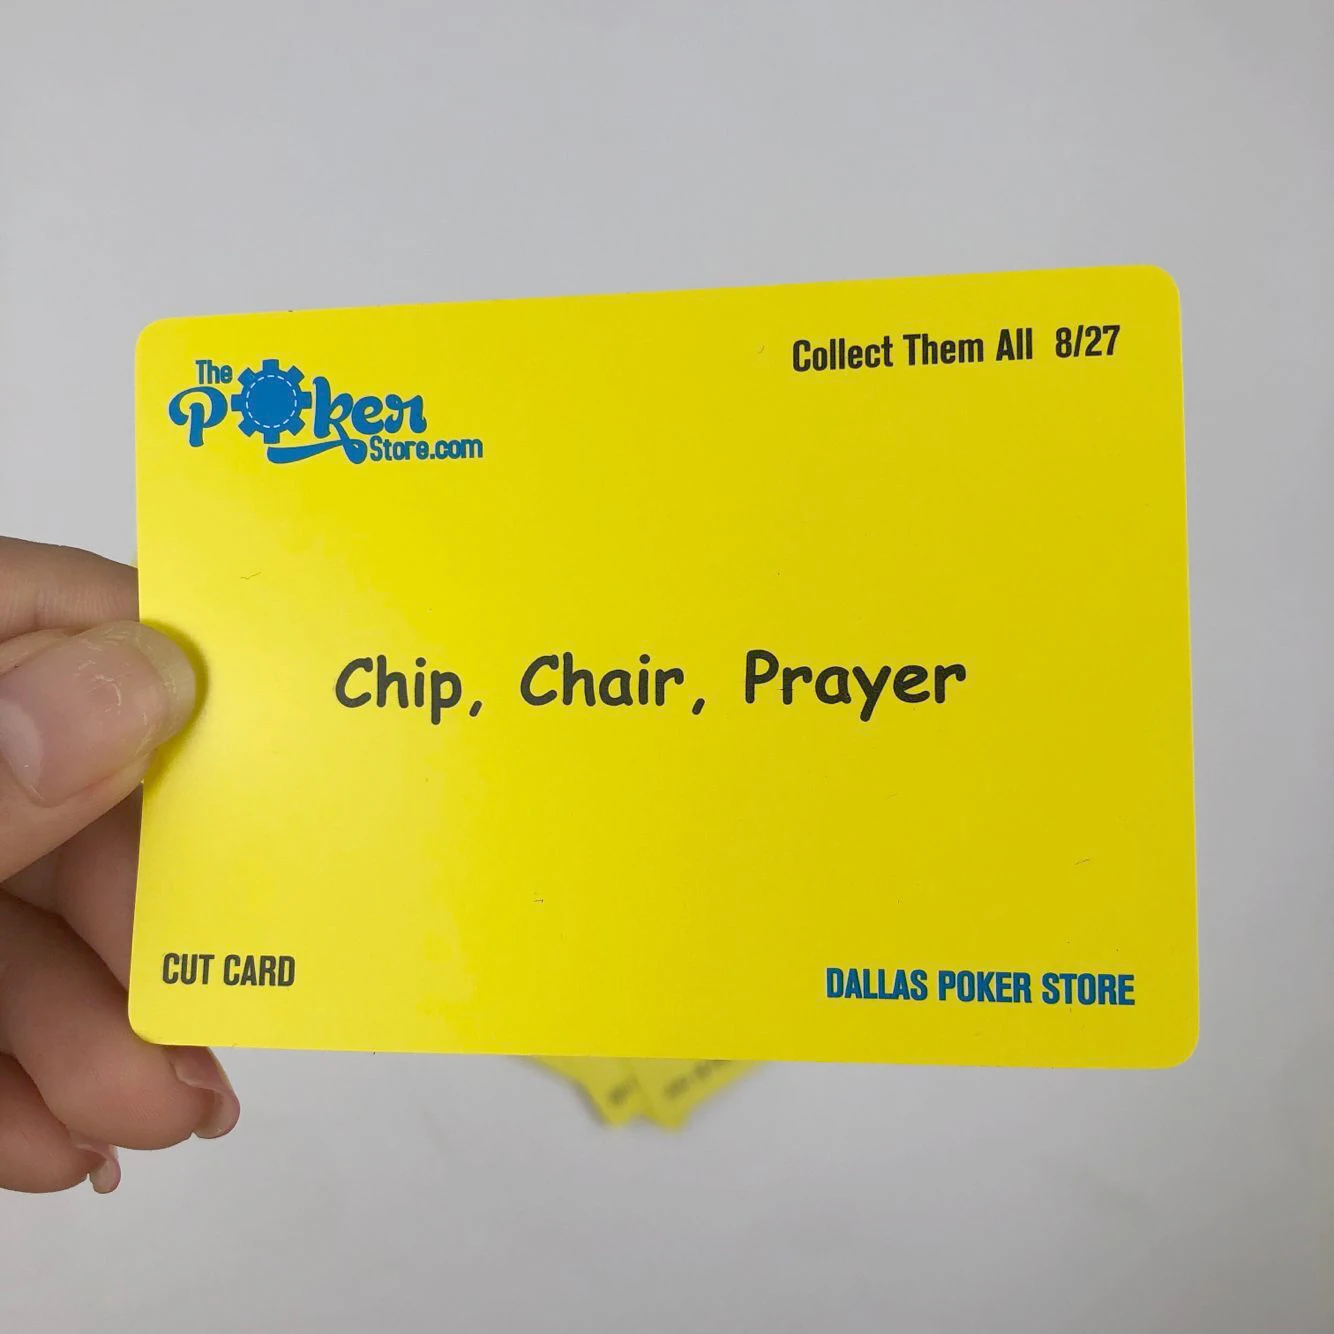 The
Poker
Store.com
Collect Them All 8/27
Chip, Chair, Prayer
CUT CARD
DALLAS POKER STORE